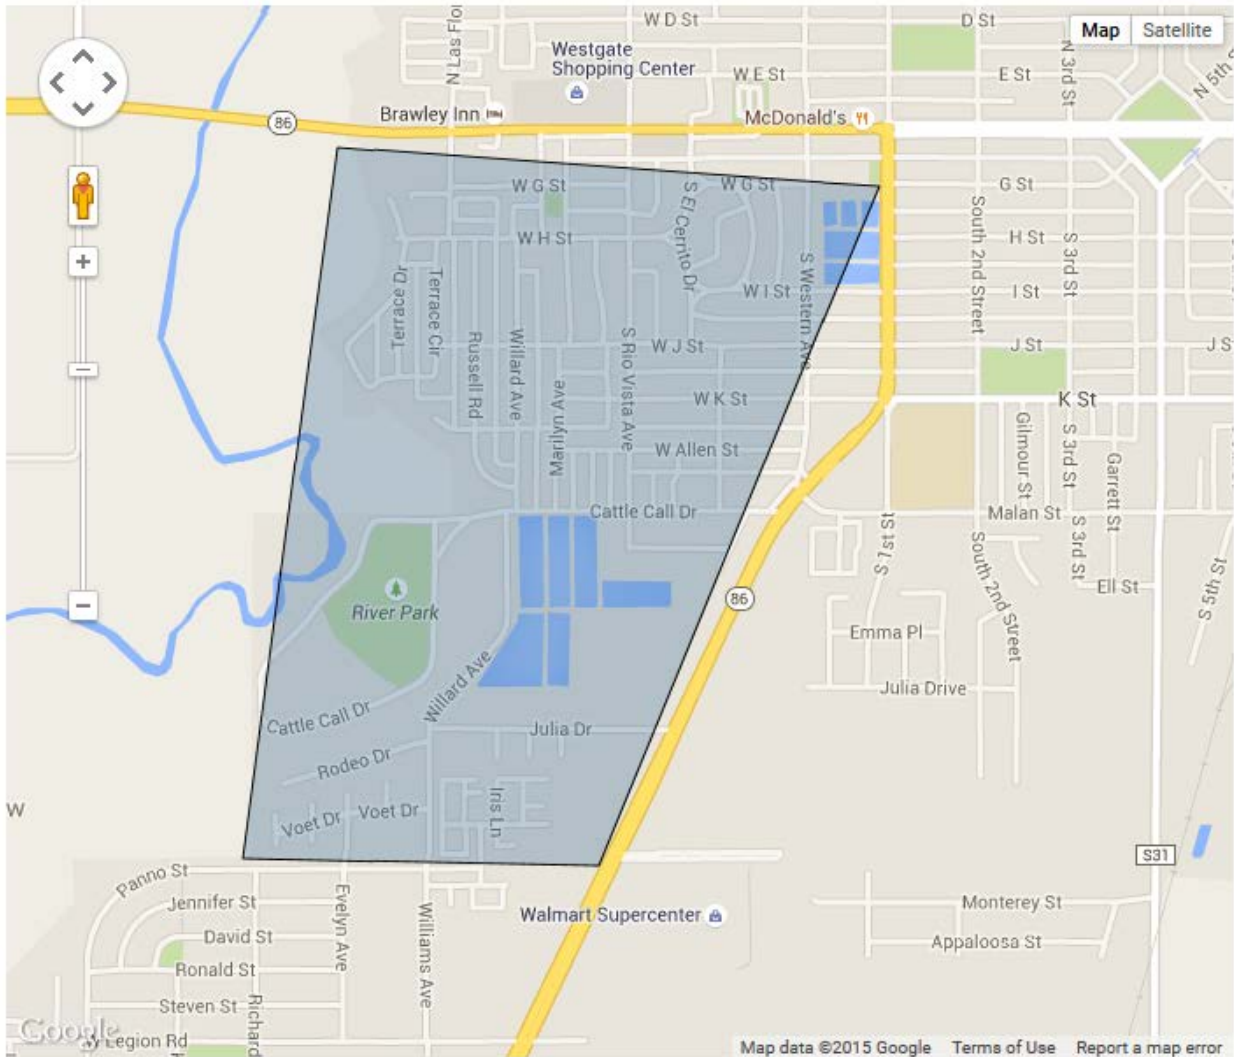 W D St
D St
Map
Satellite
N Las Flo
Westgate
Shopping Center
W E St
E St
N 3rd St
N 5th S
Brawley Inn
86
McDonald's
W G St
W G St
G St
W H St
S El Cerrito Dr
South 2nd Street
H St
S 3rd St
Terrace Dr
Terrace Cir
W I St
S Western Ave
I St
Russell Rd
Willard Ave
S Rio Vista Ave
W J St
J St
J S
Marilyn Ave
W K St
K St
W Allen St
Gilmour St
S 3rd St
Garrett St
Cattle Call Dr
Malan St
S 1st St
South 2nd Street
S 3rd St
River Park
86
Ell St
S 5th St
Emma Pl
Willard Ave
Julia Drive
Cattle Call Dr
Julia Dr
Rodeo Dr
Iris Ln
W
Voet Dr
Voet Dr
S31
Panno St
Jennifer St
Evelyn Ave
Williams Ave
Walmart Supercenter
Monterey St
David St
Appaloosa St
Ronald St
Steven St
Richard
Google
W Legion Rd
Map data ©2015 Google
Terms of Use
Report a map error